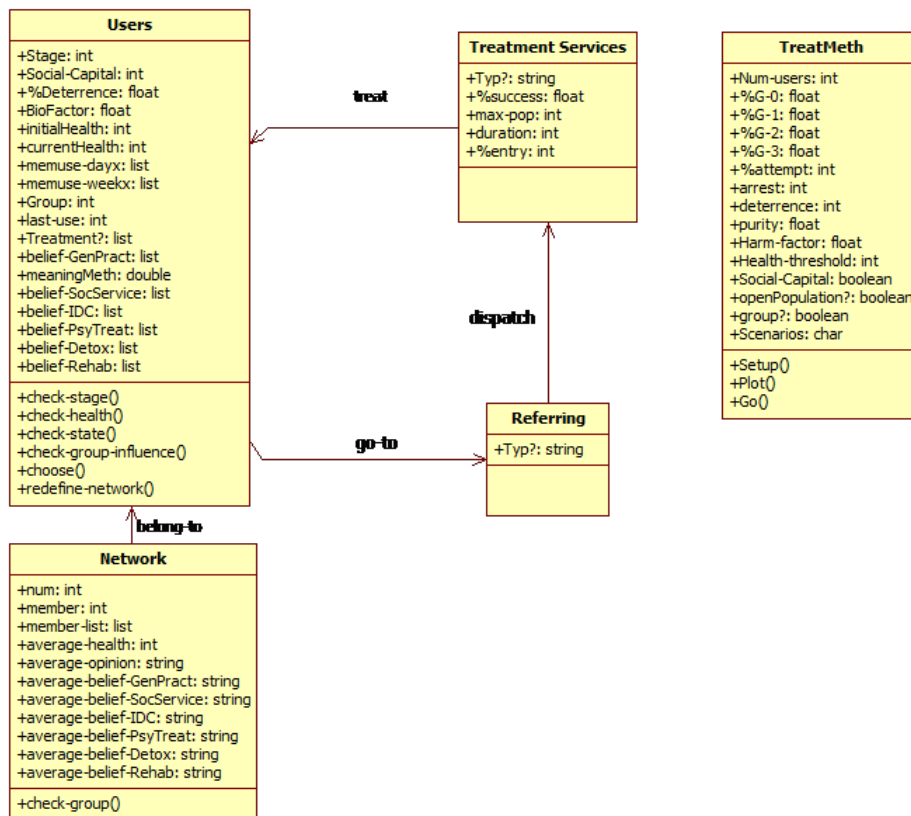 Users
+Stage: int
+Social-Capital: int
+%Deterrence: float
+BioFactor: float
+initialHealth: int
+currentHealth: int
+memuse-dayx: list
+memuse-weekx: list
+Group: int
+last-use: int
+Treatment?: list
+belief-GenPract: list
+meaningMeth: double
+belief-SocService: list
+belief-IDC: list
+belief-PsyTreat: list
+belief-Detox: list
+belief-Rehab: list
+check-stage()
+check-health()
+check-state()
+check-group-influence()
+choose()
+redefine-network()
treat
Treatment Services
+Typ?: string
+%success: float
+max-pop: int
+duration: int
+%entry: int
TreatMeth
+Num-users: int
+%G-0: float
+%G-1: float
+%G-2: float
+%G-3: float
+%attempt: int
+arrest: int
+deterrence: int
+purity: float
+Harm-factor: float
+Health-threshold: int
+Social-Capital: boolean
+openPopulation?: boolean
+group?: boolean
+Scenarios: char
+Setup()
+Plot()
+Go()
dispatch
go-to
Referring
+Typ?: string
belong-to
Network
+num: int
+member: int
+member-list: list
+average-health: int
+average-opinion: string
+average-belief-GenPract: string
+average-belief-SocService: string
+average-belief-IDC: string
+average-belief-PsyTreat: string
+average-belief-Detox: string
+average-belief-Rehab: string
+check-group()